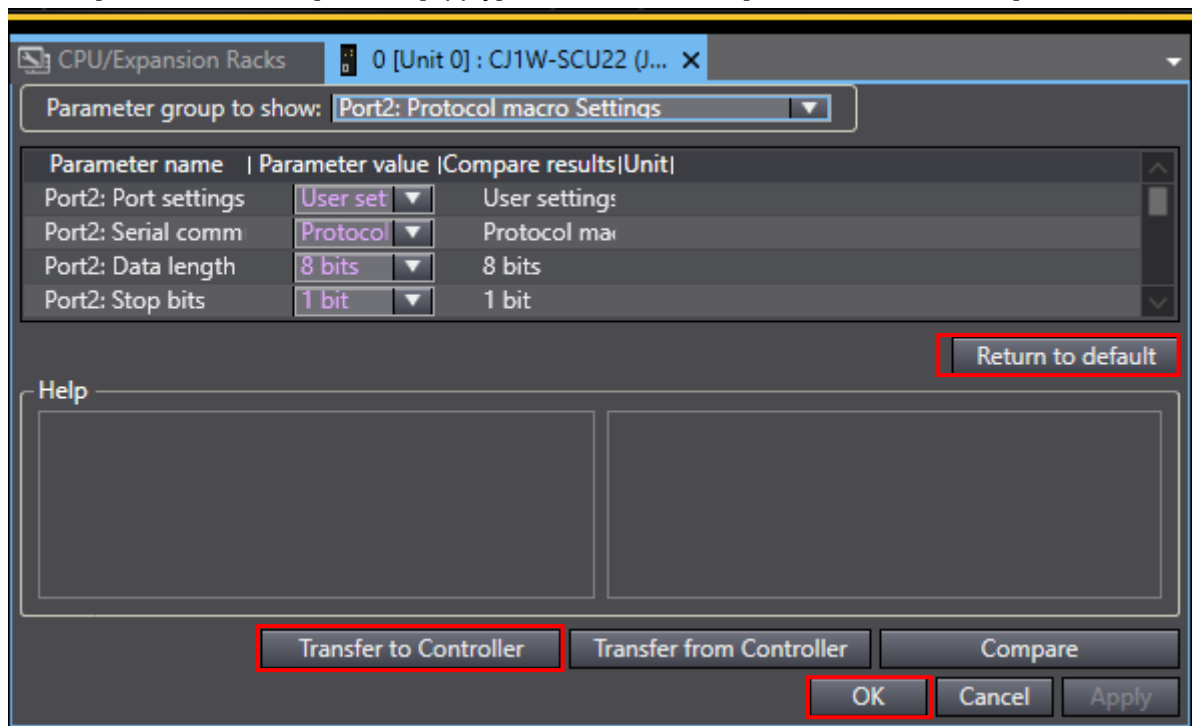 CPU/Expansion Racks 0 [Unit 0] : CJ1W-SCU22 (J...
Parameter group to show: Port2: Protocol macro Settings
Parameter name | Parameter value |Compare results|Unit|
Port2: Port settings User set User settings
Port2: Serial comm Protocol Protocol ma
Port2: Data length 8 bits 8 bits
Port2: Stop bits 1 bit 1 bit
Return to default
Help
Transfer to Controller Transfer from Controller Compare
OK Cancel Apply